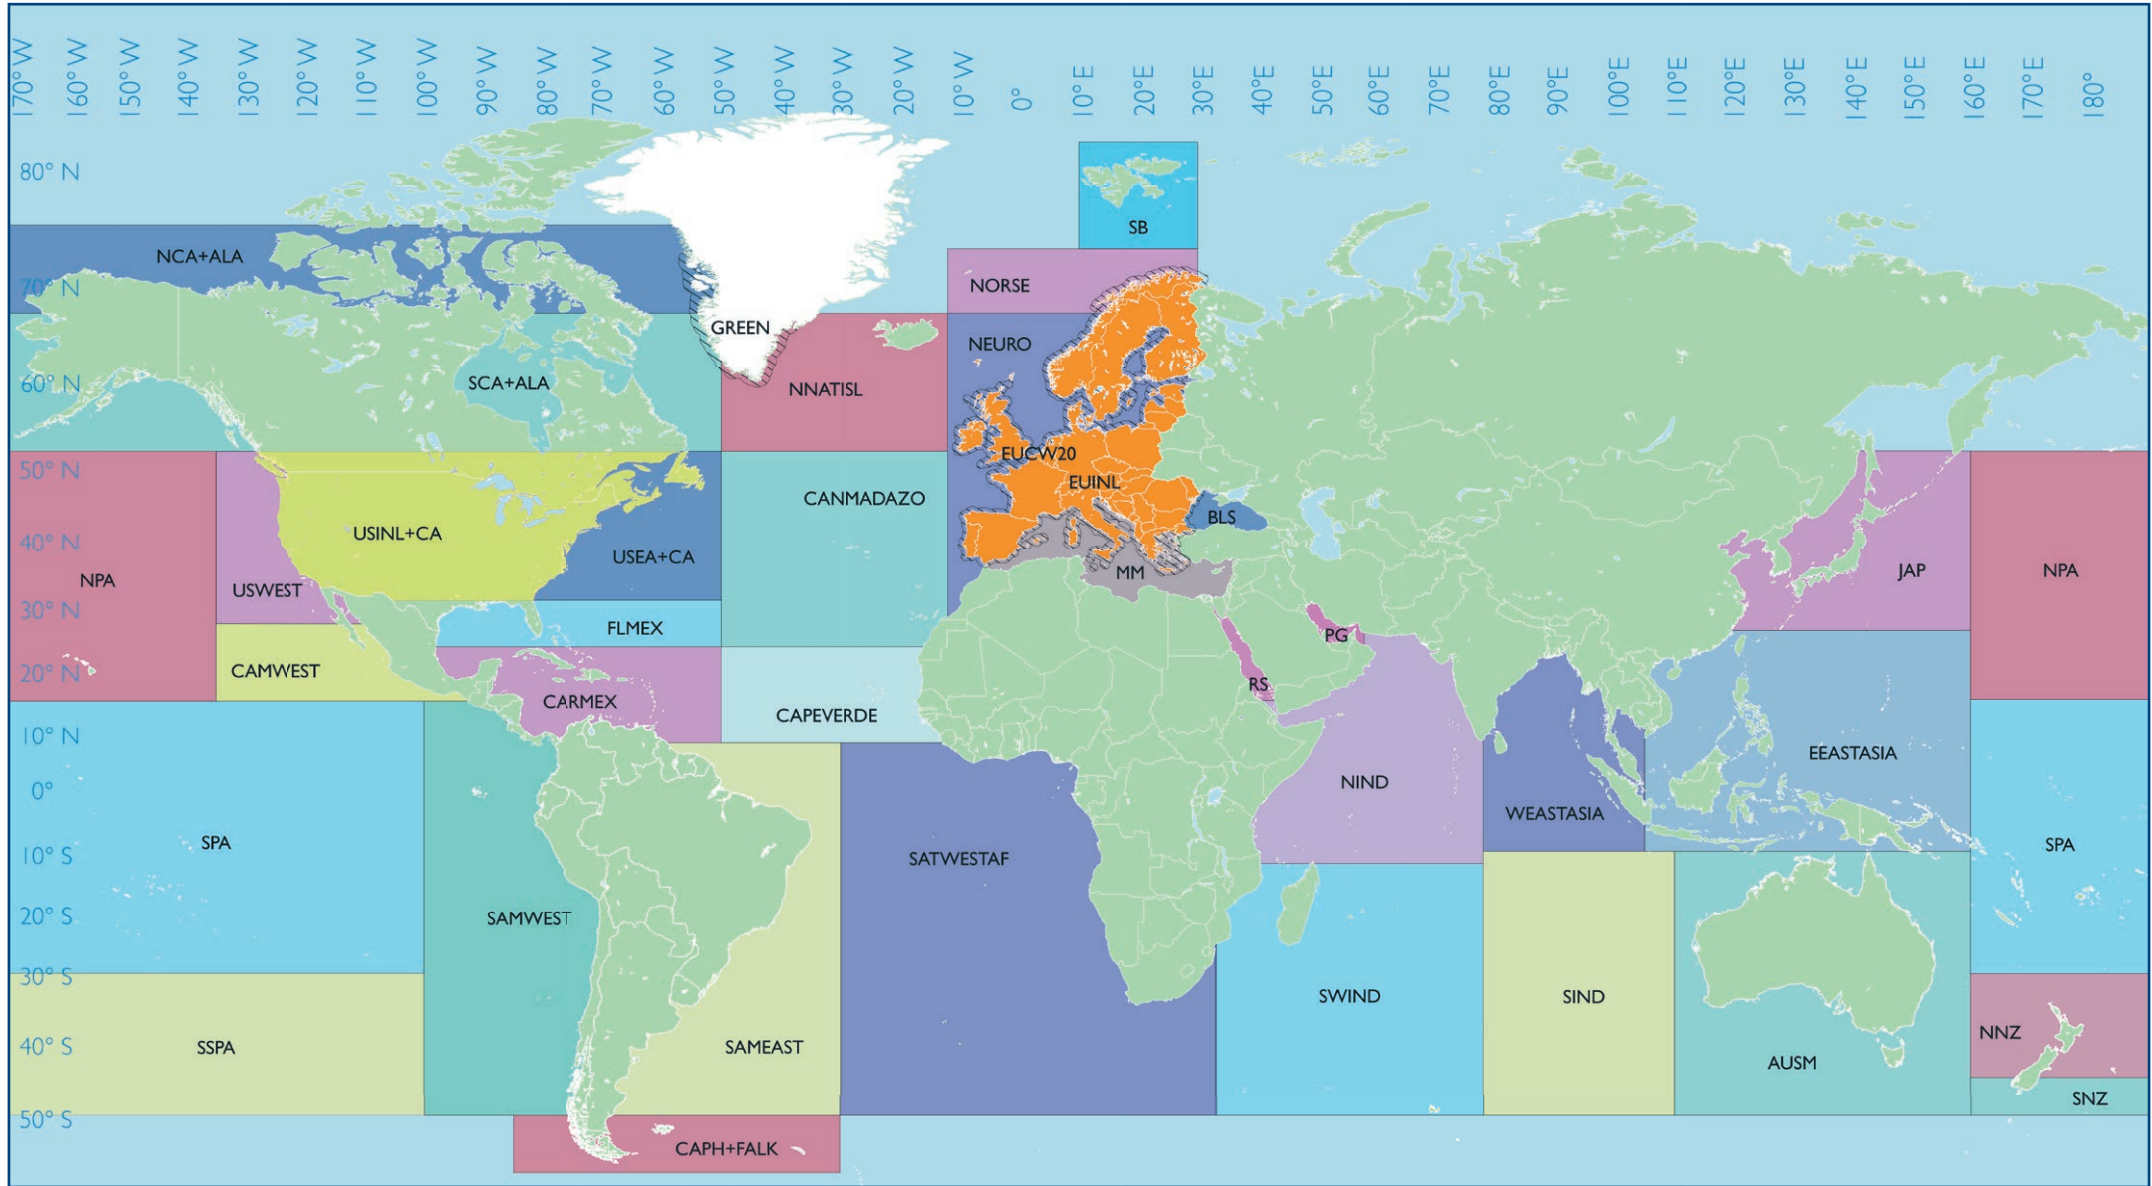 170° W 160° W 150° W 140° W 130° W 120° W 110° W 100° W 90° W 80° W 70° W 60° W 50° W 40° W 30° W 20° W 10° W 0° 10° E 20° E 30°E 40°E 50°E 60°E 70°E 80°E 90°E 100°E 110°E 120°E 130°E 140°E 150°E 160°E 170°E 180°
80° N
SB
NCA+ALA
70° N
NORSE
GREEN
NEURO
60° N
SCA+ALA
NNATISL
EUCW20
50° N
EUINL
CANMADAZO
BLS
USINL+CA
40° N
USEA+CA
MM
JAP
NPA
NPA
USWEST
30° N
FLMEX
PG
20° N
CAMWEST
RS
CARMEX
CAPEVERDE
10° N
EEASTASIA
NIND
0°
WEASTASIA
SPA
SPA
10° S
SATWESTAF
20° S
SAMWEST
30° S
SWIND
SIND
NNZ
40° S
SSPA
SAMEAST
AUSM
SNZ
50° S
CAPH+FALK